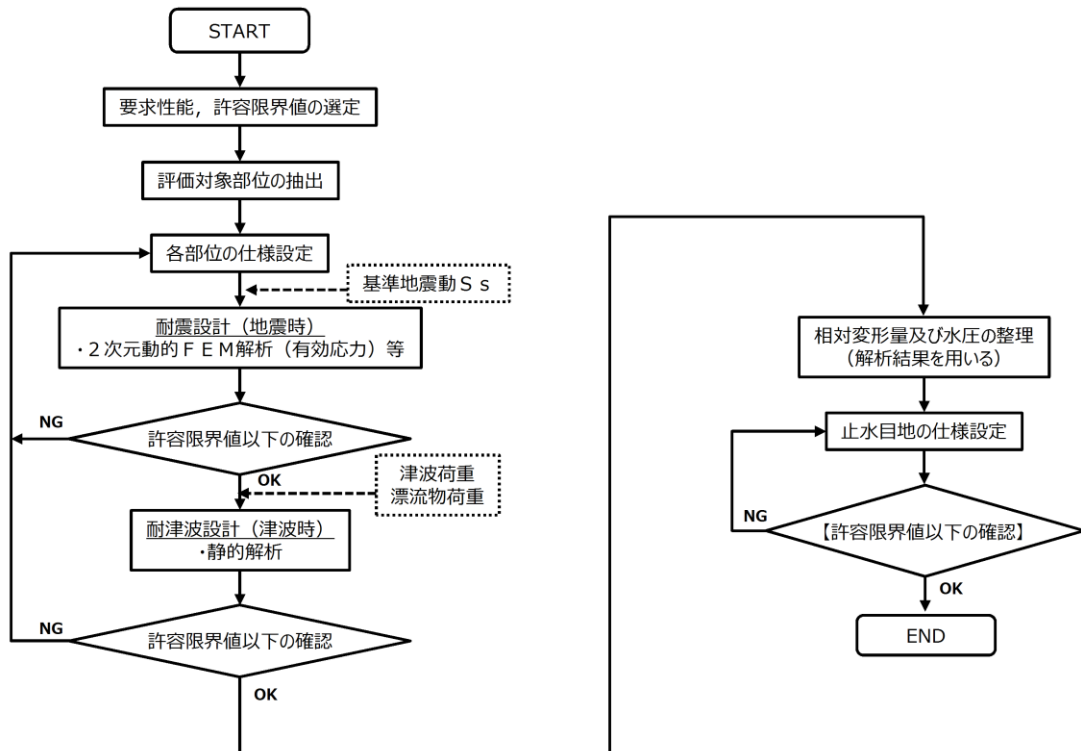 START
要求性能，許容限界値の選定
評価対象部位の抽出
各部位の仕様設定
基準地震動Ｓｓ
耐震設計（地震時）
・２次元動的ＦＥＭ解析（有効応力）等
NG
許容限界値以下の確認
OK
津波荷重
漂流物荷重
耐津波設計（津波時）
・静的解析
NG
許容限界値以下の確認
OK
相対変形量及び水圧の整理
（解析結果を用いる）
止水目地の仕様設定
NG
【許容限界値以下の確認】
OK
END